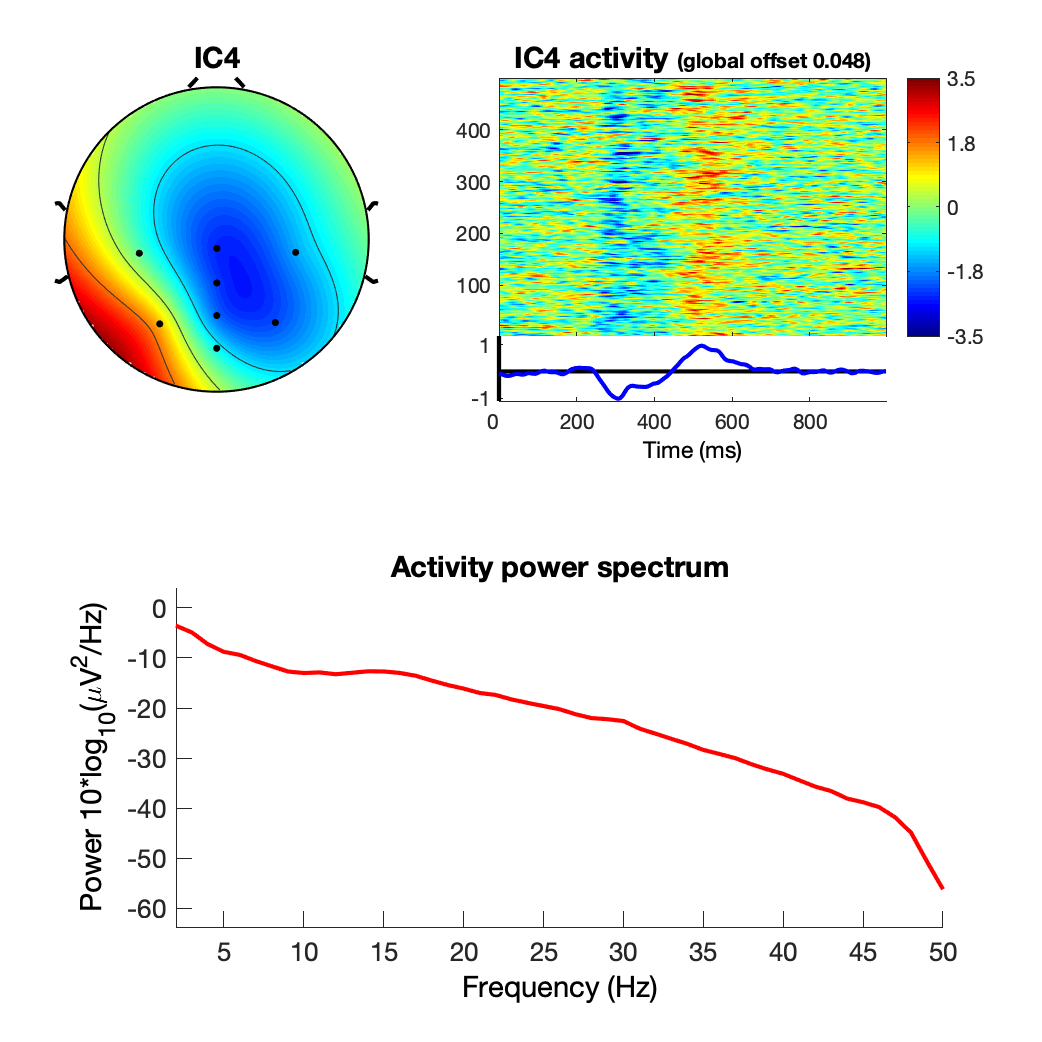 IC4
IC4 activity (global offset 0.048)
400
300
200
100
3.5
1.8
0
-1.8
-3.5
1
-1
0 200 400 600 800
Time (ms)
Activity power spectrum
Power 10*log10(μV2/Hz)
0
-10
-20
-30
-40
-50
-60
5 10 15 20 25 30 35 40 45 50
Frequency (Hz)